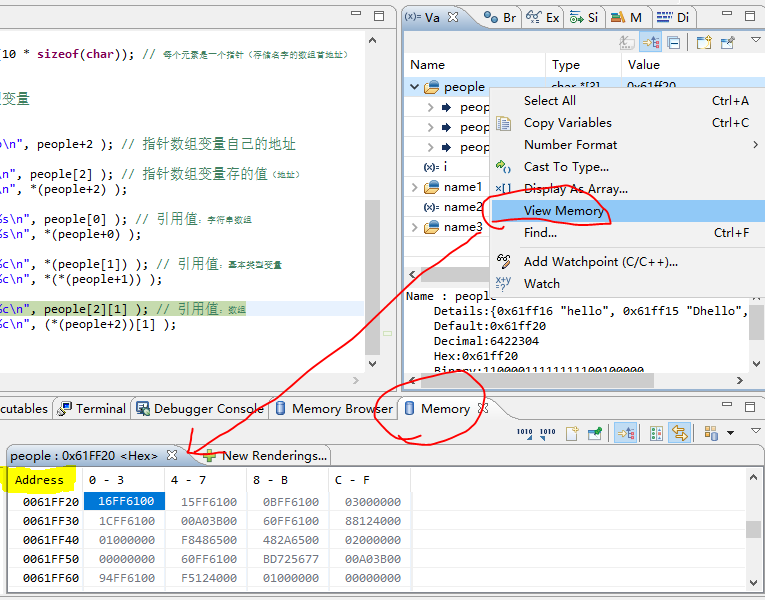 (x)= Va Br Ex Si M Di
[10 * sizeof(char)); // 每个元素是一个指针（存储名字的数组首地址）
变量
\n", people+2 ); // 指针数组变量自己的地址
\n", people[2] ); // 指针数组变量存的值（地址）
\n", *(people+2) );
%s\n", people[0] ); // 引用值：字符串数组
%s\n", *(people+0) );
%c\n", *(people[1]) ); // 引用值：基本类型变量
%c\n", *(*(people+1)) );
%c\n", people[2][1] ); // 引用值：数组
%c\n", (*(people+2))[1] );
Name Type Value
people char *[3] 0x61ff20
peop
peop
peop
(x)= i
name1
(x)= name2
name3
Select All Ctrl+A
Copy Variables Ctrl+C
Number Format
Cast To Type...
Display As Array...
View Memory
Find... Ctrl+F
Add Watchpoint (C/C++)...
Watch
Name : people
Details:{0x61ff16 "hello", 0x61ff15 "Dhello",
Default:0x61ff20
Decimal:6422304
Hex:0x61ff20
Binary:11000011111111100100000
cutables Terminal Debugger Console Memory Browser Memory
people : 0x61FF20 <Hex> New Renderings...
Address 0 - 3 4 - 7 8 - B C - F
0061FF20 16FF6100 15FF6100 0BFF6100 03000000
0061FF30 1CFF6100 00A03B00 60FF6100 88124000
0061FF40 01000000 F8486500 482A6500 02000000
0061FF50 00000000 60FF6100 BD725677 00A03B00
0061FF60 94FF6100 F5124000 01000000 00000000